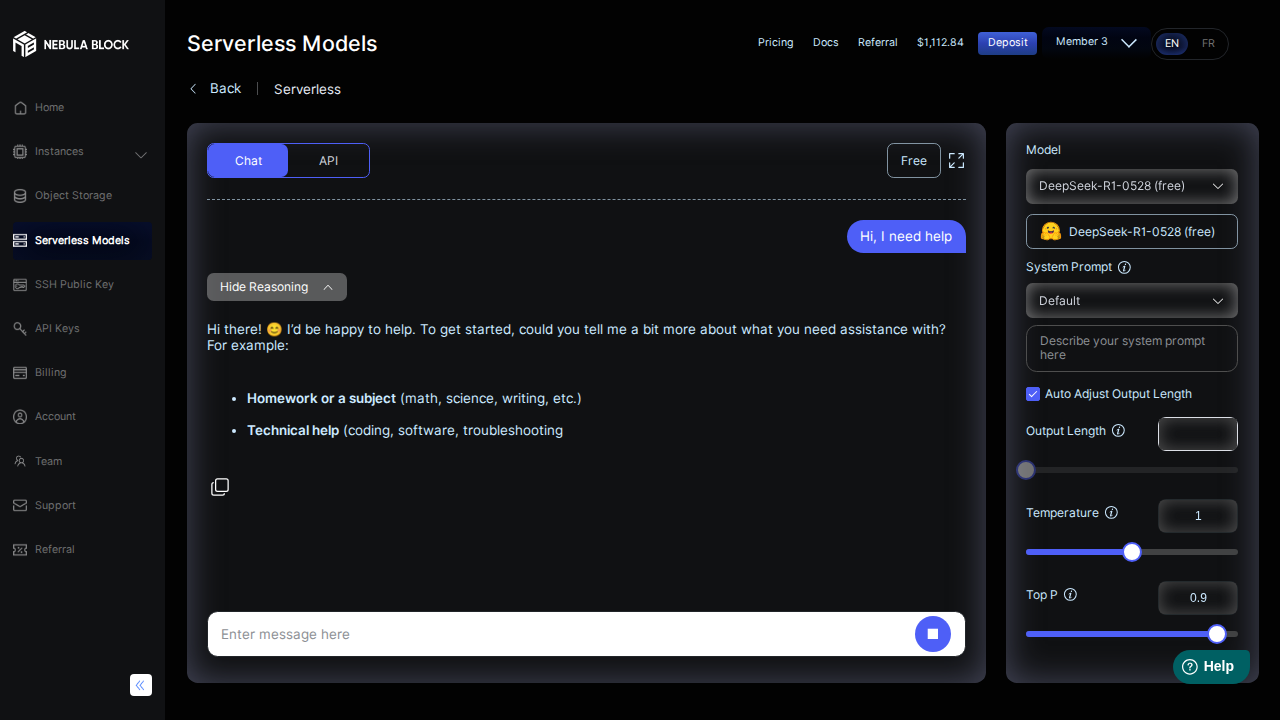 NEBULA BLOCK
Home
Instances
Object Storage
Serverless Models
SSH Public Key
API Keys
Billing
Account
Team
Support
Referral
Serverless Models
Pricing
Docs
Referral
$1,112.84
Deposit
Member 3
EN
FR
Back
Serverless
Chat
API
Free
Hi, I need help
Hide Reasoning
Hi there! 😊 I'd be happy to help. To get started, could you tell me a bit more about what you need assistance with?
For example:
• Homework or a subject (math, science, writing, etc.)
• Technical help (coding, software, troubleshooting
Enter message here
Model
DeepSeek-R1-0528 (free)
DeepSeek-R1-0528 (free)
System Prompt
Default
Describe your system prompt
here
Auto Adjust Output Length
Output Length
Temperature
1
Top P
0.9
Help